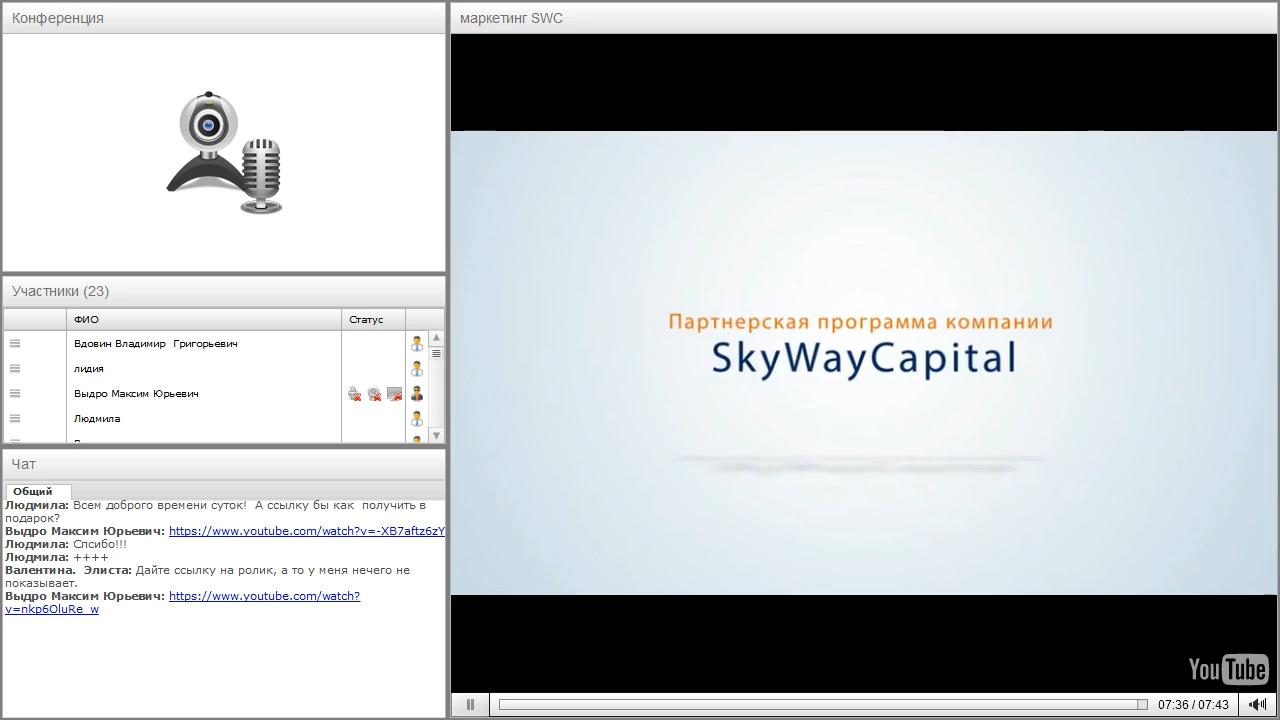 Конференция
маркетинг SWC
Партнерская программа компании
SkyWayCapital
YouTube
07:36 / 07:43
Участники (23)
ФИО Статус
Вдовин Владимир Григорьевич
лидия
Выдро Максим Юрьевич
Людмила
Чат
Общий
Людмила: Всем доброго времени суток! А ссылку бы как получить в
подарок?
Выдро Максим Юрьевич: https://www.youtube.com/watch?v=-XB7aftz6zY
Людмила: Спсибо!!!
Людмила: ++++
Валентина. Элиста: Дайте ссылку на ролик, а то у меня нечего не
показывает.
Выдро Максим Юрьевич: https://www.youtube.com/watch?
v=nkp6OluRe_w